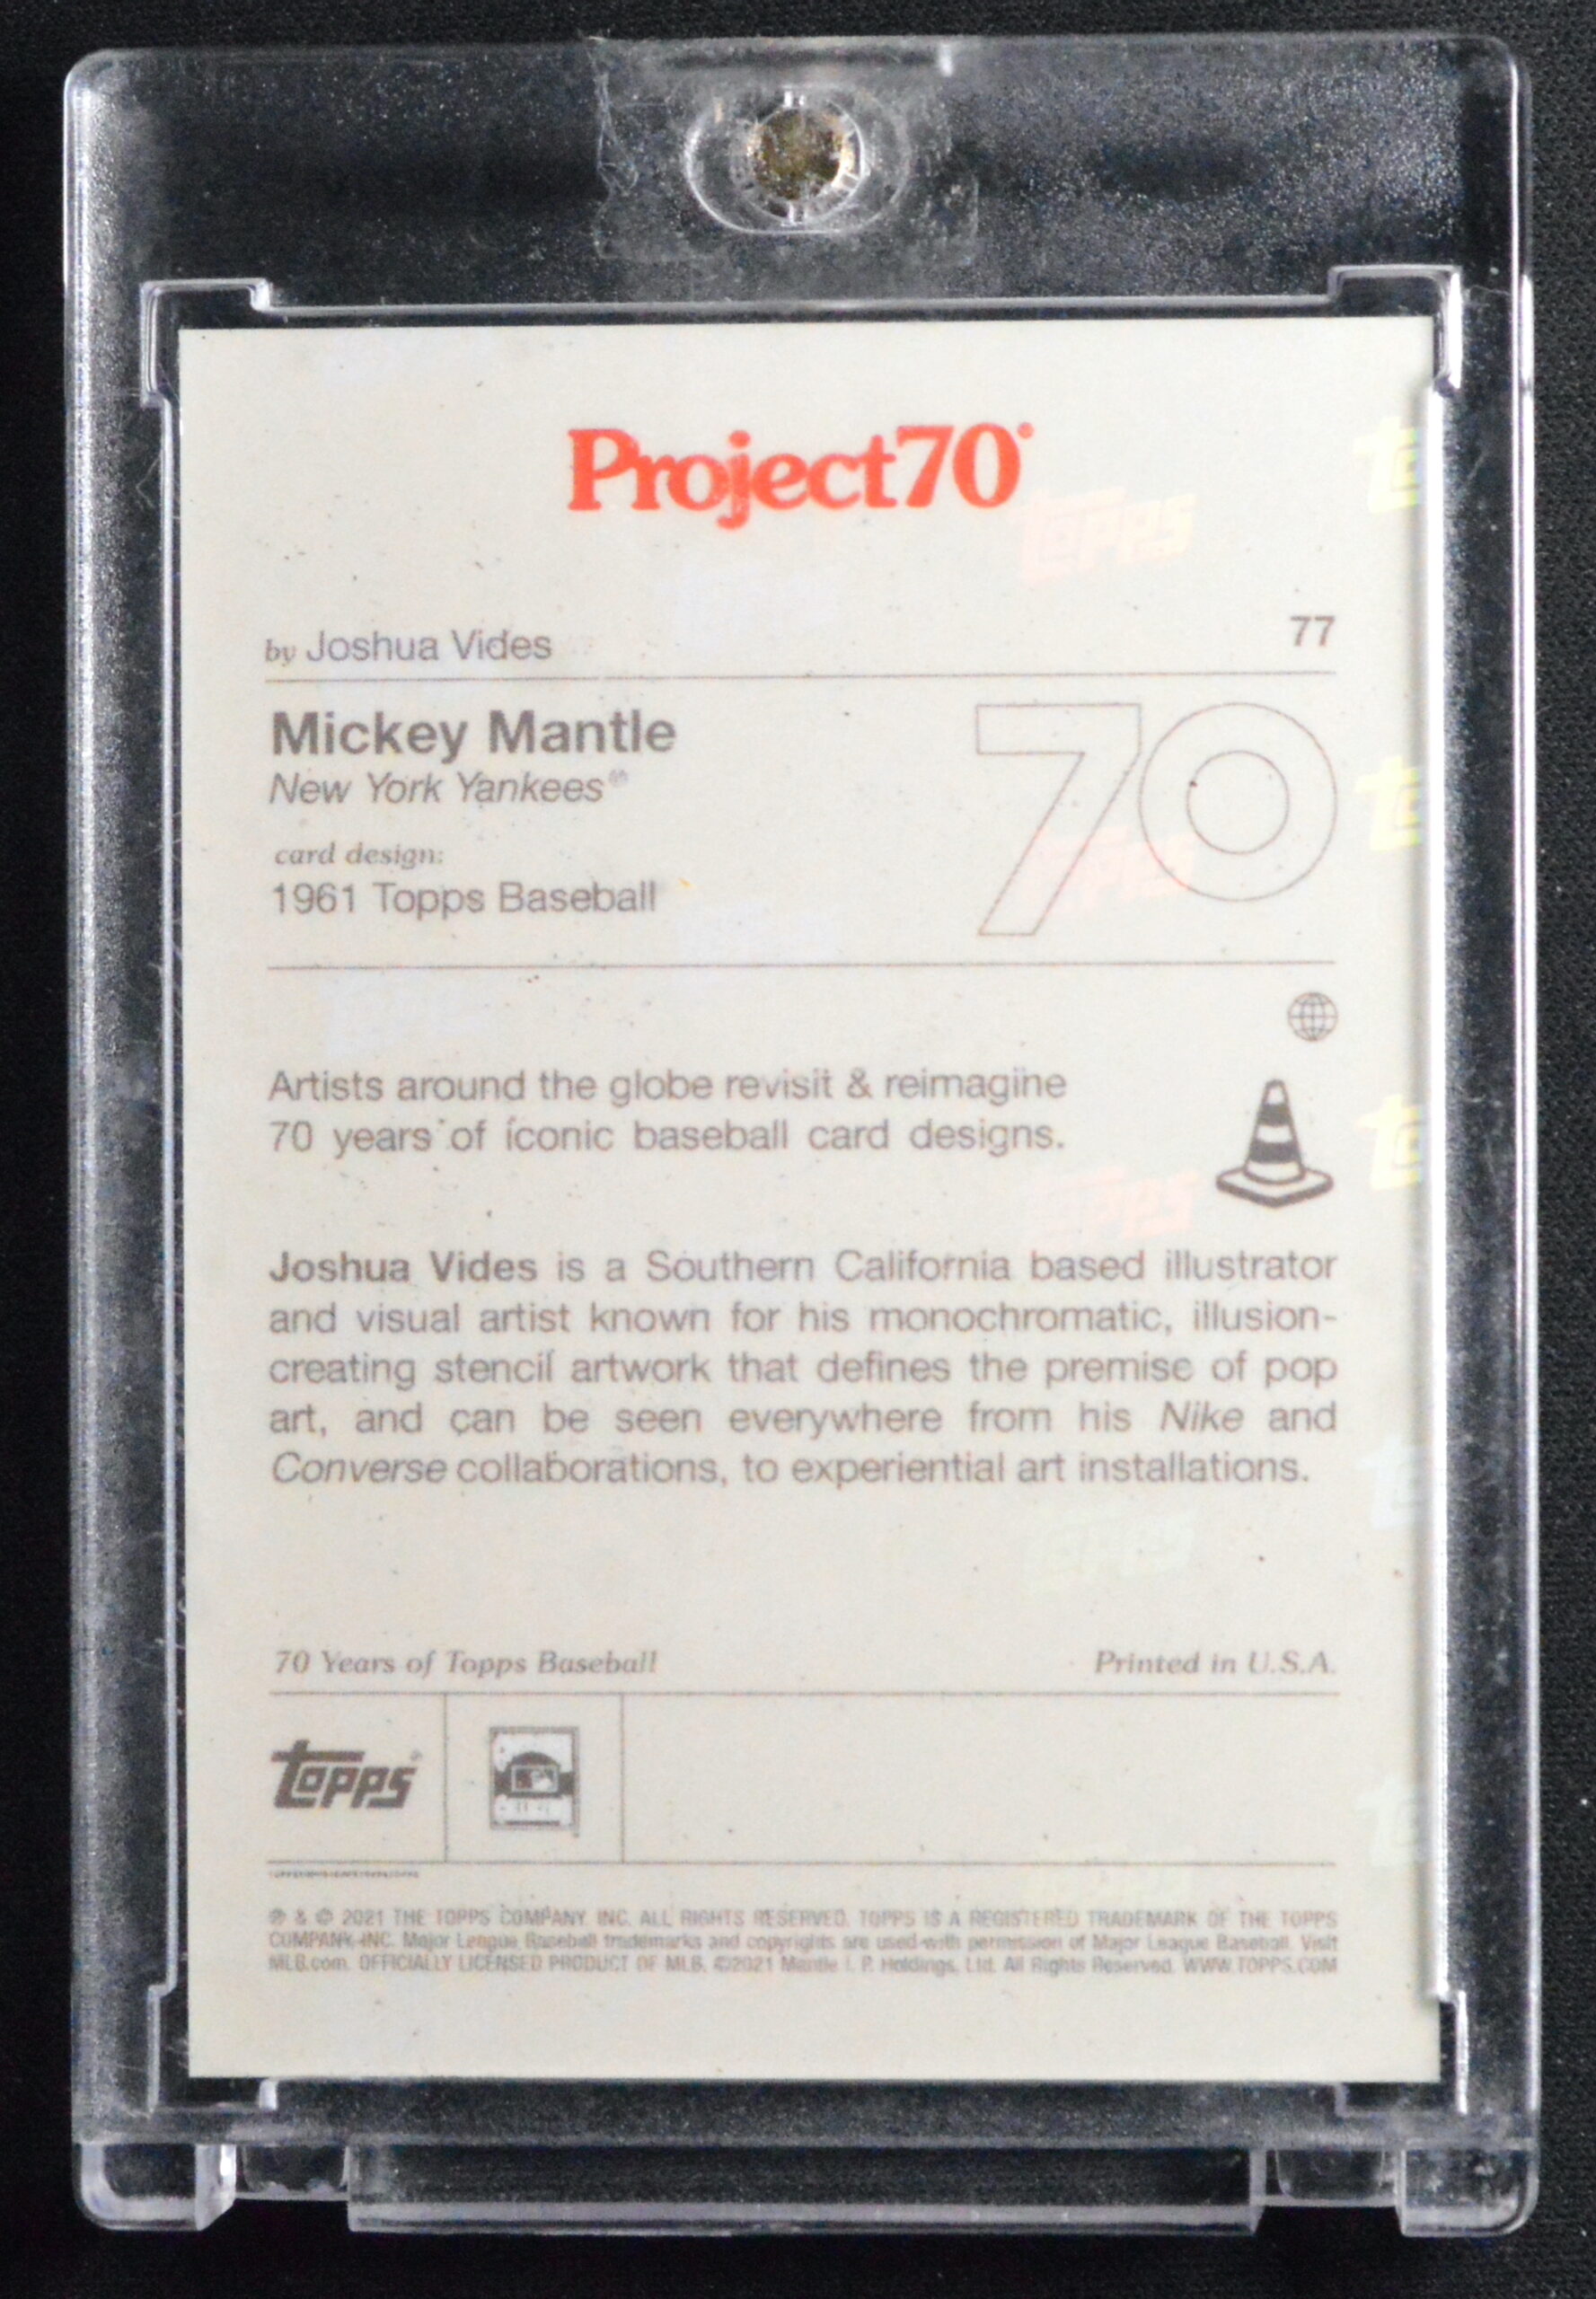 Project70
by Joshua Vides
77
Mickey Mantle
New York Yankees®
70
card design:
1961 Topps Baseball
Artists around the globe revisit & reimagine
70 years of iconic baseball card designs.
Joshua Vides is a Southern California based illustrator
and visual artist known for his monochromatic, illusion-
creating stencil artwork that defines the premise of pop
art, and can be seen everywhere from his Nike and
Converse collaborations, to experiential art installations.
70 Years of Topps Baseball
Printed in U.S.A.
topps
® & © 2021 THE TOPPS COMPANY, INC. ALL RIGHTS RESERVED. TOPPS IS A REGISTERED TRADEMARK OF THE TOPPS
COMPANY, INC. Major League Baseball trademarks and copyrights are used with permission of Major League Baseball. Visit
MLB.com. OFFICIALLY LICENSED PRODUCT OF MLB. ©2021 Mantle I. P. Holdings, Ltd. All Rights Reserved. WWW.TOPPS.COM